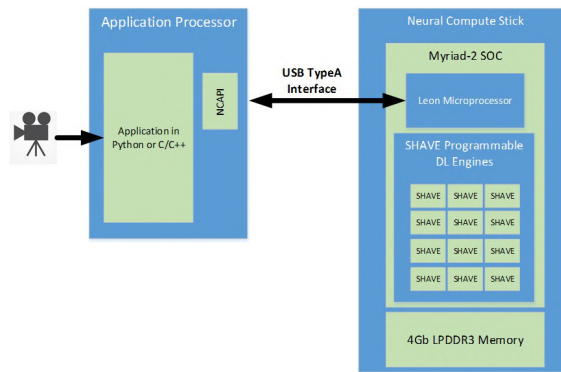 Application Processor
Application in
Python or C/C++
NCAPI
USB TypeA
Interface
Neural Compute Stick
Myriad-2 SOC
Leon Microprocessor
SHAVE Programmable
DL Engines
SHAVE SHAVE SHAVE
SHAVE SHAVE SHAVE
SHAVE SHAVE SHAVE
SHAVE SHAVE SHAVE
4Gb LPDDR3 Memory